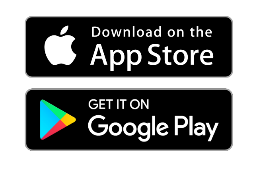 Download on the
App Store
GET IT ON
Google Play